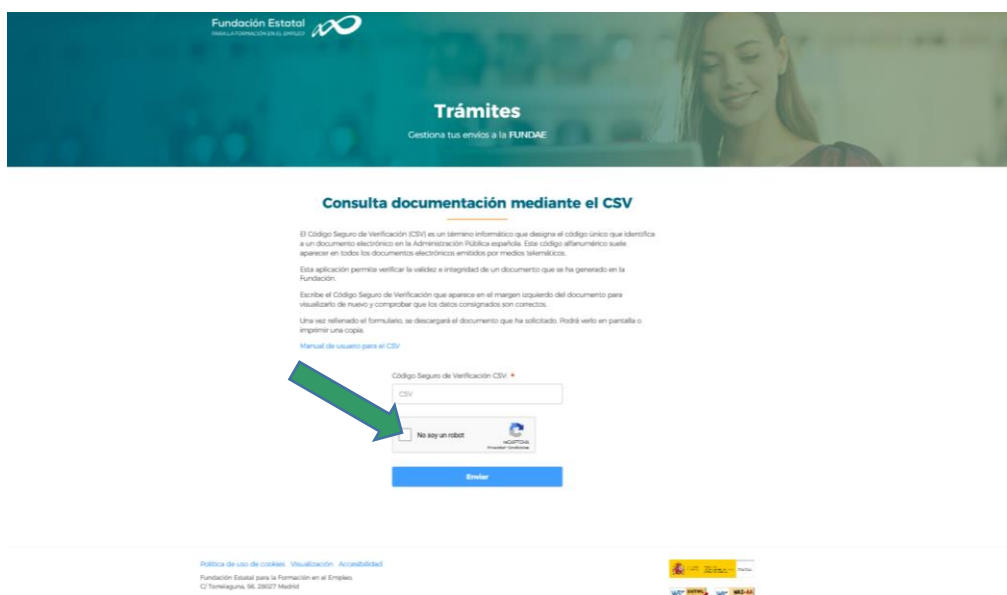 Fundación Estatal
PARA LA FORMACIÓN EN EL EMPLEO
Trámites
Gestiona tus envíos a la FUNDAE
Consulta documentación mediante el CSV
El Código Seguro de Verificación (CSV) es un término informático que designa el código único que identifica
a un documento electrónico en la Administración Pública española. Este código alfanumérico suele
aparecer en todos los documentos electrónicos emitidos por medios telemáticos.
Esta aplicación permite verificar la validez e integridad de un documento que se ha generado en la
Fundación.
Escribe el Código Seguro de Verificación que aparece en el margen izquierdo del documento para
visualizarlo de nuevo y comprobar que los datos consignados son correctos.
Una vez rellenado el formulario, se descargará el documento que ha solicitado. Podrá verlo en pantalla o
imprimir una copia.
Manual de usuario para el CSV
Código Seguro de Verificación CSV: *
CSV
No soy un robot
reCAPTCHA
Privacidad - Condiciones
Enviar
Política de uso de cookies Visualización Accesibilidad
Fundación Estatal para la Formación en el Empleo.
C/ Torrelaguna, 56. 28027 Madrid